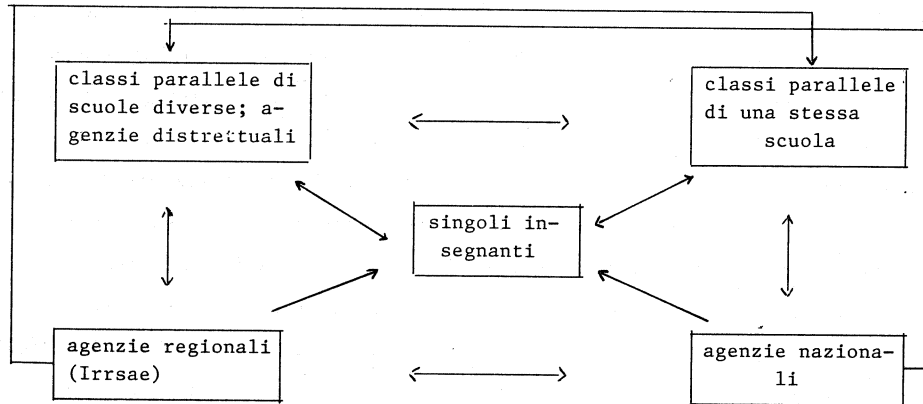 classi parallele di
scuole diverse; a-
genzie distrettuali
classi parallele
di una stessa
scuola
singoli in-
segnanti
agenzie regionali
(Irrsae)
agenzie naziona-
li